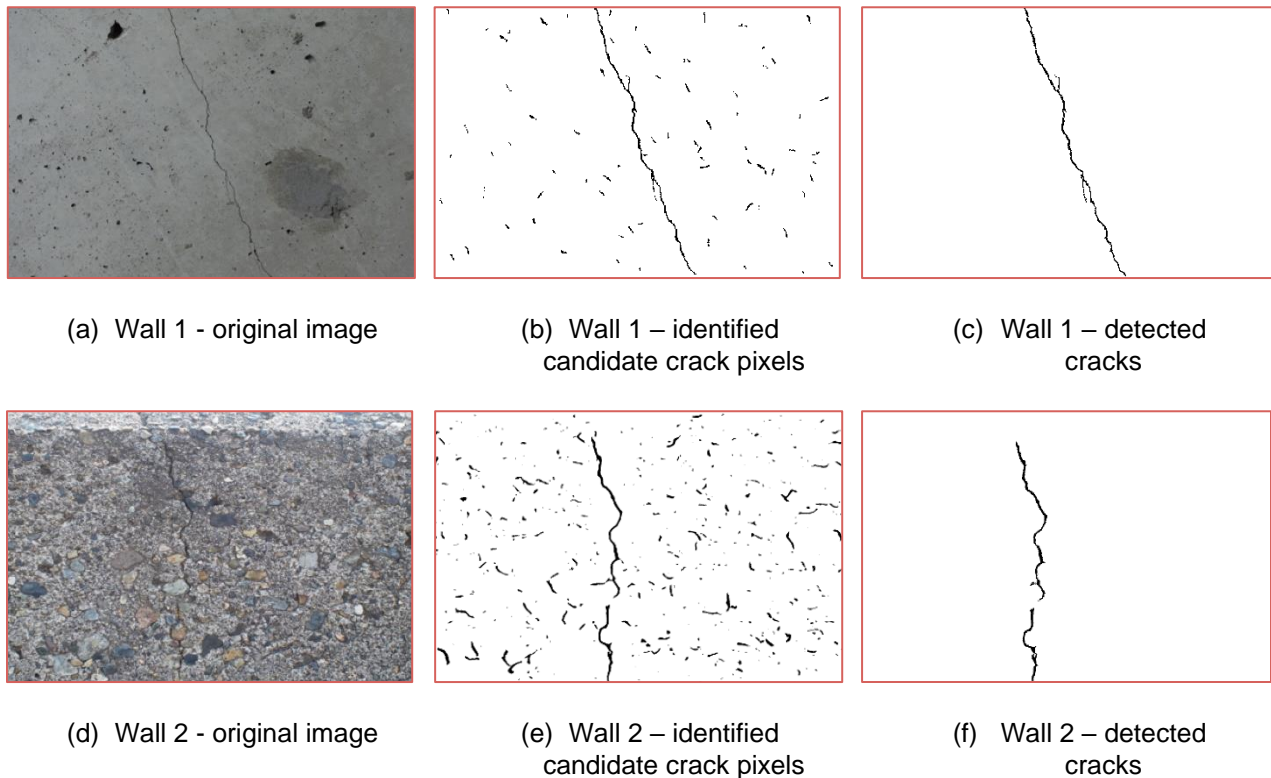 (a) Wall 1 - original image
(b) Wall 1 – identified
candidate crack pixels
(c) Wall 1 – detected
cracks
(d) Wall 2 - original image
(e) Wall 2 – identified
candidate crack pixels
(f) Wall 2 – detected
cracks